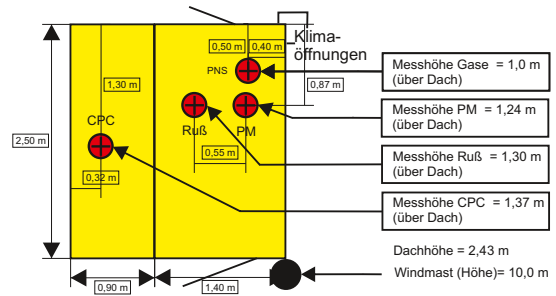 Klima-
öffnungen
0,50 m
0,40 m
PNS
1,30 m
0,87 m
CPC
Ruß
PM
2,50 m
0,55 m
0,32 m
0,90 m
1,40 m
Messhöhe Gase = 1,0 m
(über Dach)
Messhöhe PM = 1,24 m
(über Dach)
Messhöhe Ruß = 1,30 m
(über Dach)
Messhöhe CPC = 1,37 m
(über Dach)
Dachhöhe = 2,43 m
Windmast (Höhe)= 10,0 m